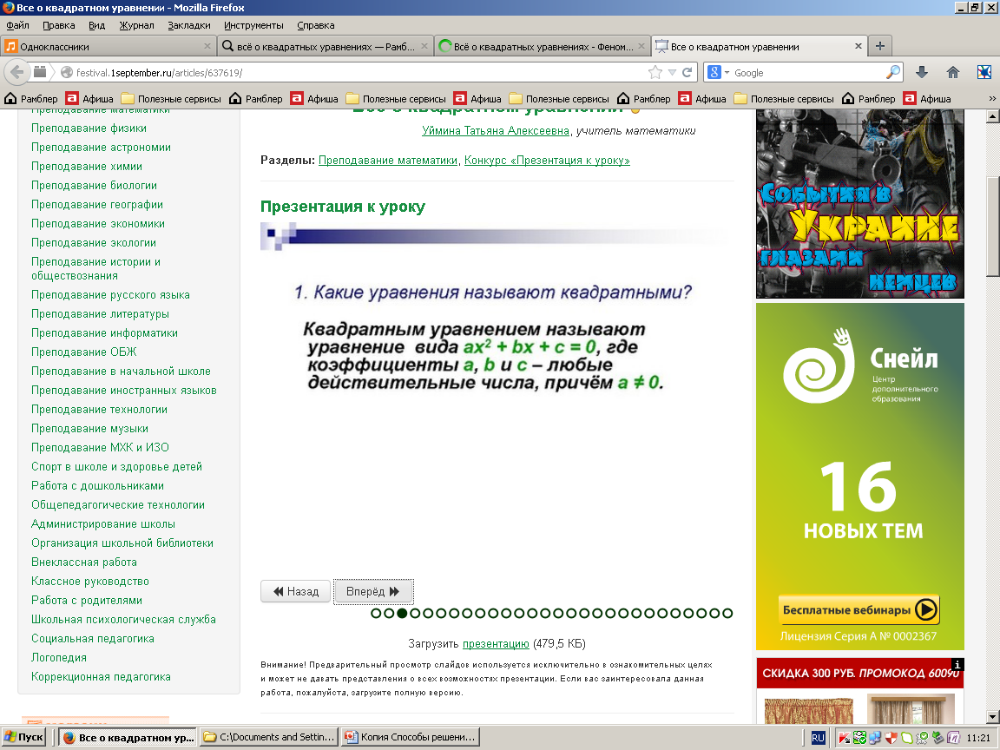 Все о квадратном уравнении - Mozilla Firefox
Файл Правка Вид Журнал Закладки Инструменты Справка
Одноклассники
всё о квадратных уравнениях — Рамб...
Всё о квадратных уравнениях - Феном...
Все о квадратном уравнении
festival.1september.ru/articles/637619/
Google
Рамблер Афиша Полезные сервисы Рамблер Афиша Полезные сервисы Рамблер Афиша Полезные сервисы Рамблер Афиша Полезные сервисы Рамблер Афиша
Преподавание математики
Преподавание физики
Преподавание астрономии
Преподавание химии
Преподавание биологии
Преподавание географии
Преподавание экономики
Преподавание экологии
Преподавание истории и
обществознания
Преподавание русского языка
Преподавание литературы
Преподавание информатики
Преподавание ОБЖ
Преподавание в начальной школе
Преподавание иностранных языков
Преподавание технологии
Преподавание музыки
Преподавание МХК и ИЗО
Спорт в школе и здоровье детей
Работа с дошкольниками
Общепедагогические технологии
Администрирование школы
Организация школьной библиотеки
Внеклассная работа
Классное руководство
Работа с родителями
Школьная психологическая служба
Социальная педагогика
Логопедия
Коррекционная педагогика
Все о квадратном уравнении
Уймина Татьяна Алексеевна, учитель математики
Разделы: Преподавание математики, Конкурс «Презентация к уроку»
Презентация к уроку
1. Какие уравнения называют квадратными?
Квадратным уравнением называют
уравнение вида ax² + bx + c = 0, где
коэффициенты a, b и c – любые
действительные числа, причём a ≠ 0.
Назад Вперёд
Загрузить презентацию (479,5 КБ)
Внимание! Предварительный просмотр слайдов используется исключительно в ознакомительных целях
и может не давать представления о всех возможностях презентации. Если вас заинтересовала данная
работа, пожалуйста, загрузите полную версию.
События в
Украине
глазами
немцев
Снейл
Центр
дополнительного
образования
16
НОВЫХ ТЕМ
Бесплатные вебинары
Лицензия Серия А № 0002367
СКИДКА 300 РУБ. ПРОМОКОД 60090
Пуск
Все о квадратном ур...
C:\Documents and Settin...
Копия Способы решени...
RU
11:21